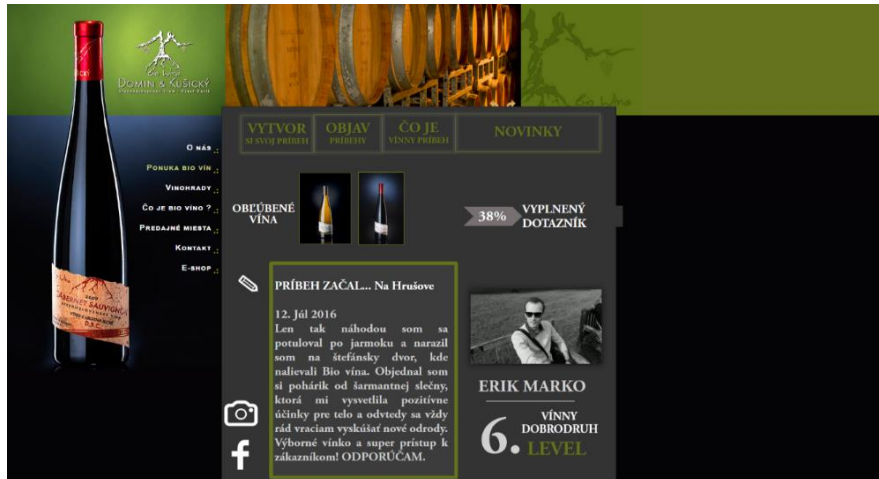 Bio Wine
DOMIN & KUŠICKÝ
Bio Wine
O NÁS
PONUKA BIO VÍN
VINOHRADY
ČO JE BIO VÍNO ?
PREDAJNÉ MIESTA
KONTAKT
E-SHOP
CABERNET SAUVIGNON
D.S.C.
VYTVOR
SI SVOJ PRÍBEH
OBJAV
PRÍBEHY
ČO JE
VÍNNY PRÍBEH
NOVINKY
OBĽÚBENÉ
VÍNA
38%
VYPLNENÝ
DOTAZNÍK
PRÍBEH ZAČAL... Na Hrušove
12. Júl 2016
Len tak náhodou som sa
potuloval po jarmoku a narazil
som na štefánsky dvor, kde
nalievali Bio vína. Objednal som
si pohárik od šarmantnej slečny,
ktorá mi vysvetlila pozitívne
účinky pre telo a odvtedy sa vždy
rád vraciam vyskúšať nové odrody.
Výborné vínko a super prístup k
zákazníkom! ODPORÚČAM.
ERIK MARKO
6.
VÍNNY
DOBRODRUH
LEVEL